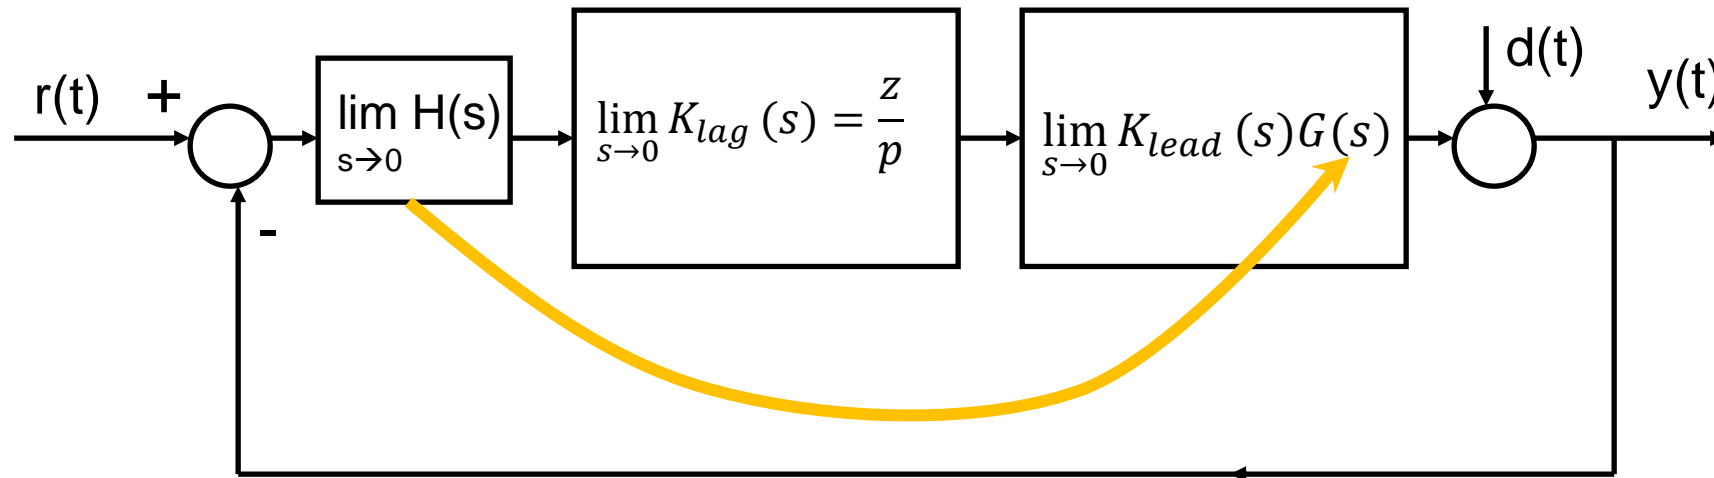 r(t)
+
-
lim H(s)
s→0
lim K_lag (s) = z/p
s→0
lim K_lead (s)G(s)
s→0
d(t)
y(t)